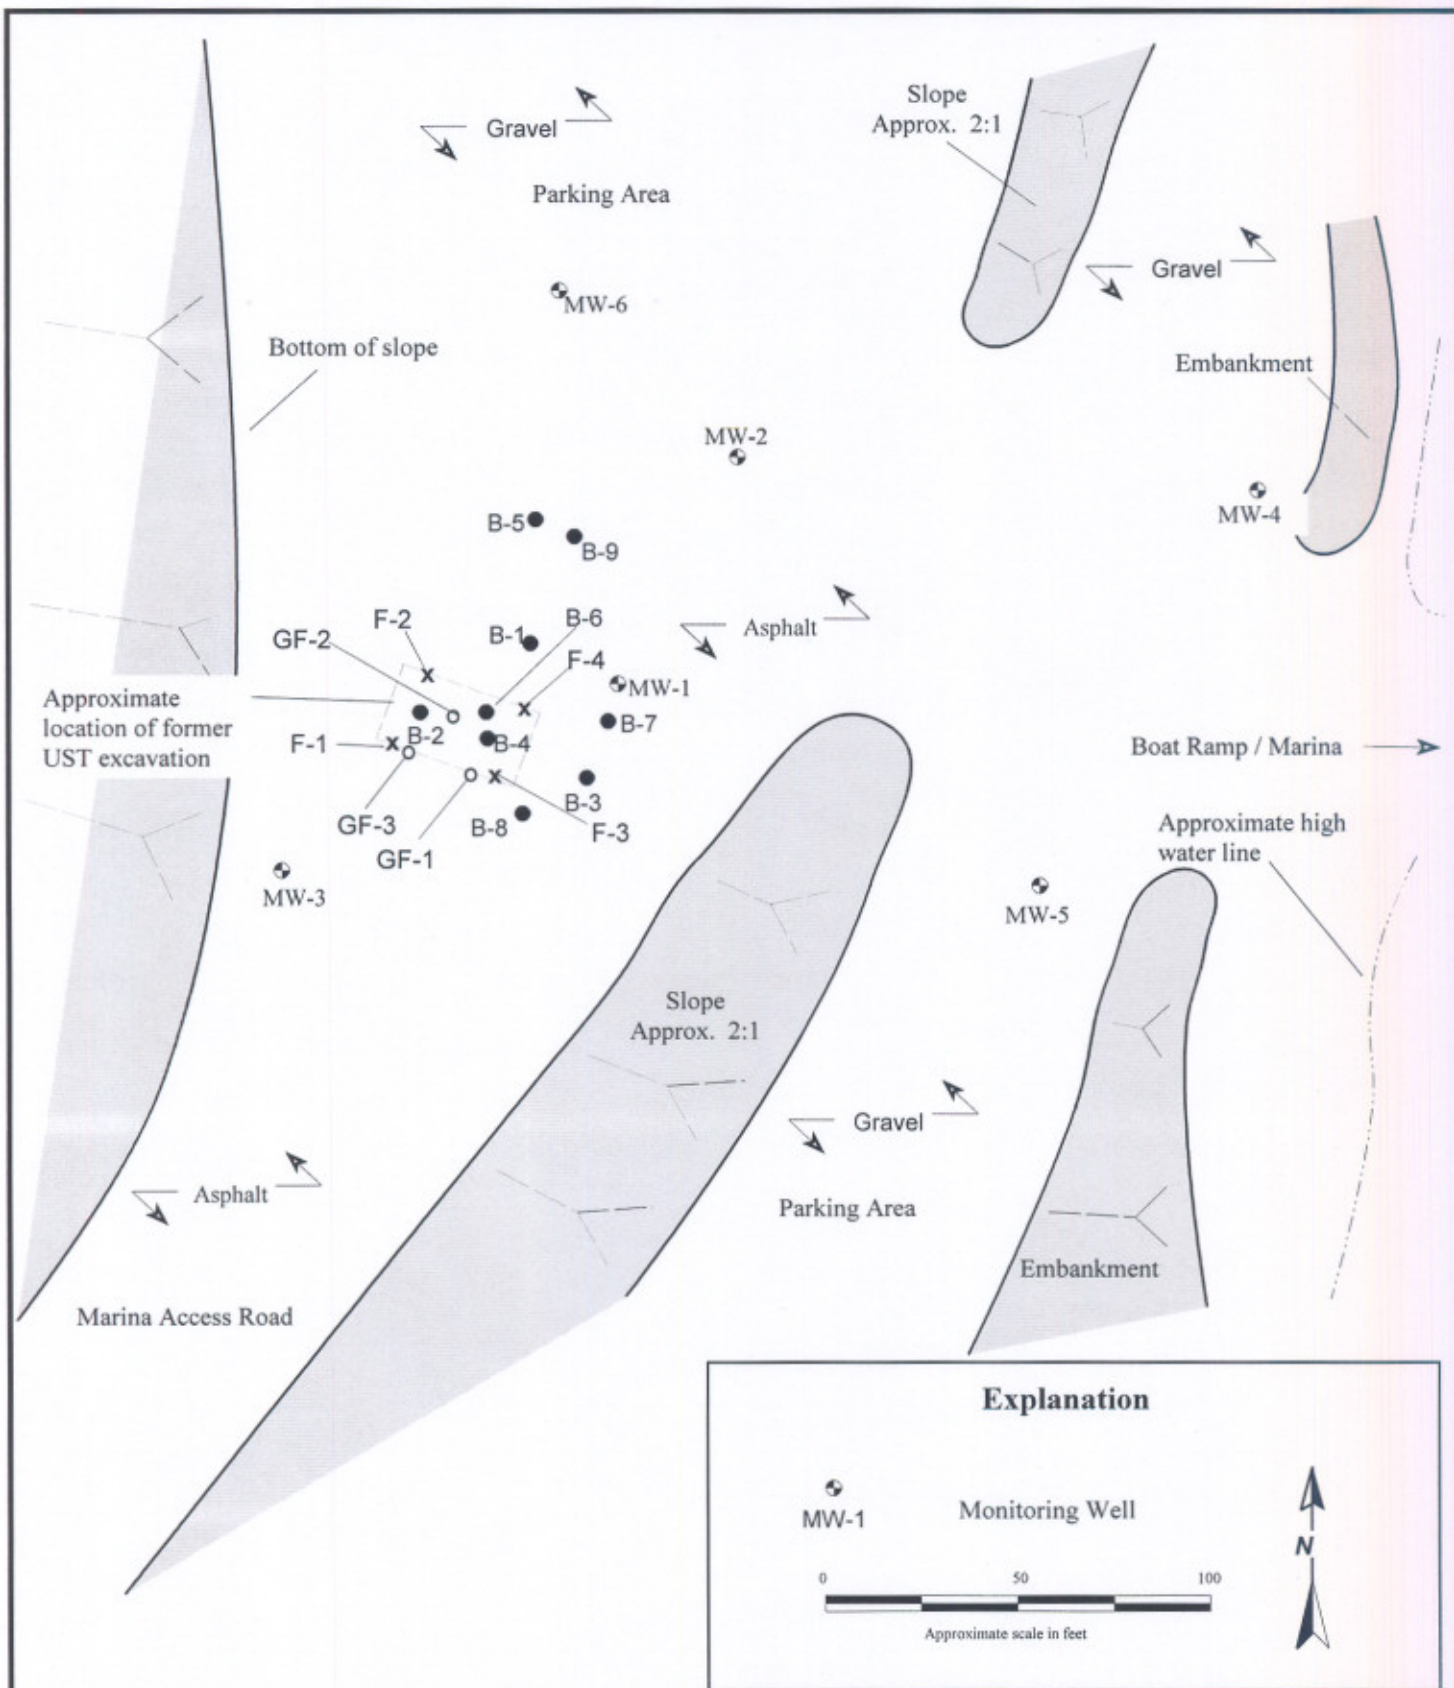 Slope
Approx. 2:1
Gravel
Parking Area
Gravel
MW-6
Bottom of slope
Embankment
MW-2
MW-4
B-5
B-9
B-6
F-2
GF-2
B-1
Asphalt
F-4
MW-1
Approximate
location of former
UST excavation
B-2
B-7
F-1
B-4
Boat Ramp / Marina
B-3
GF-3
B-8
F-3
GF-1
Approximate high
water line
MW-3
MW-5
Slope
Approx. 2:1
Gravel
Asphalt
Parking Area
Embankment
Marina Access Road
Explanation
MW-1
Monitoring Well
N
0 50 100
Approximate scale in feet